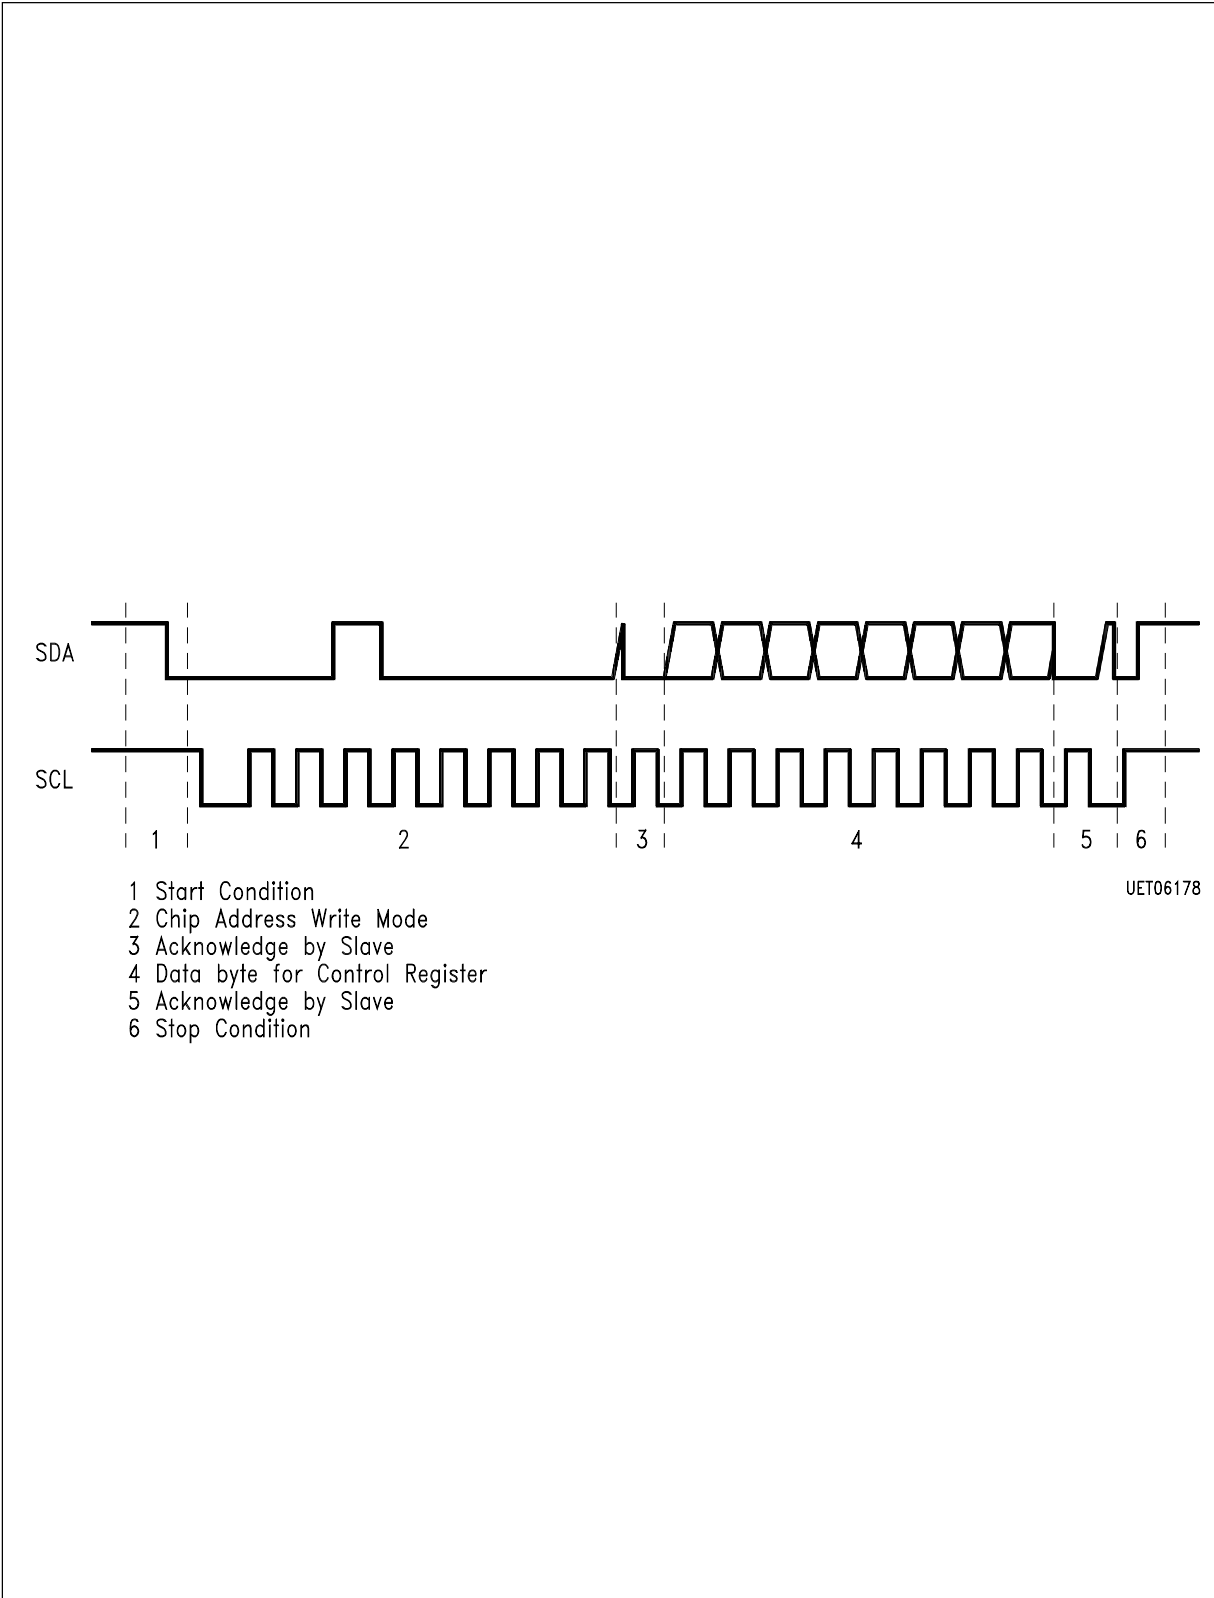 SDA
SCL
1 2 3 4 5 6
1 Start Condition
UET06178
2 Chip Address Write Mode
3 Acknowledge by Slave
4 Data byte for Control Register
5 Acknowledge by Slave
6 Stop Condition